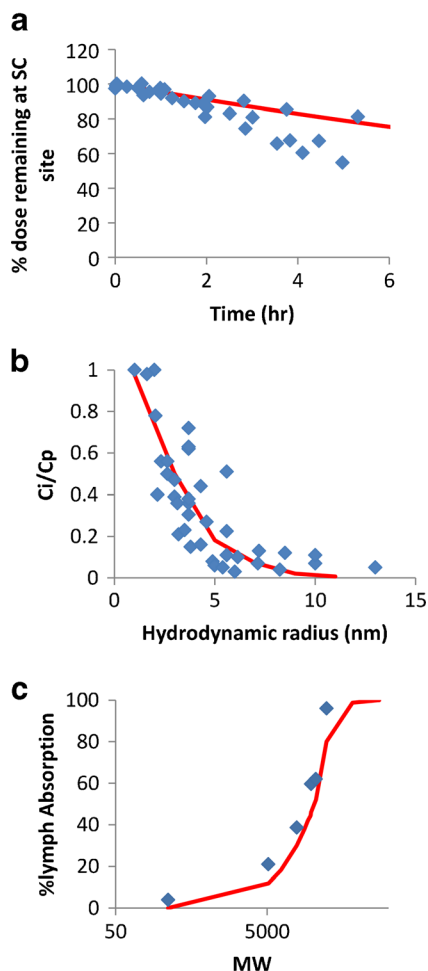 a
% dose remaining at SC
site
120
100
80
60
40
20
0
0 2 4 6
Time (hr)
b
Ci/Cp
1
0.8
0.6
0.4
0.2
0
0 5 10 15
Hydrodynamic radius (nm)
c
%lymph Absorption
100
80
60
40
20
0
50 5000
MW